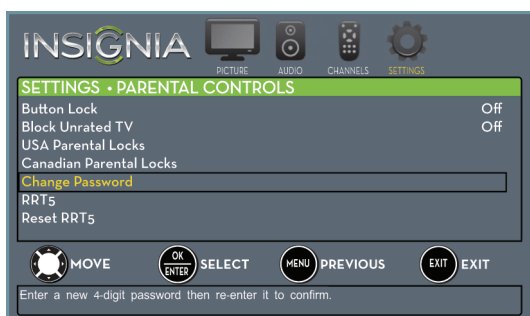 INSIGNIA
PICTURE AUDIO CHANNELS SETTINGS
SETTINGS • PARENTAL CONTROLS
Button Lock Off
Block Unrated TV Off
USA Parental Locks
Canadian Parental Locks
Change Password
RRT5
Reset RRT5
MOVE OK ENTER SELECT MENU PREVIOUS EXIT EXIT
Enter a new 4-digit password then re-enter it to confirm.